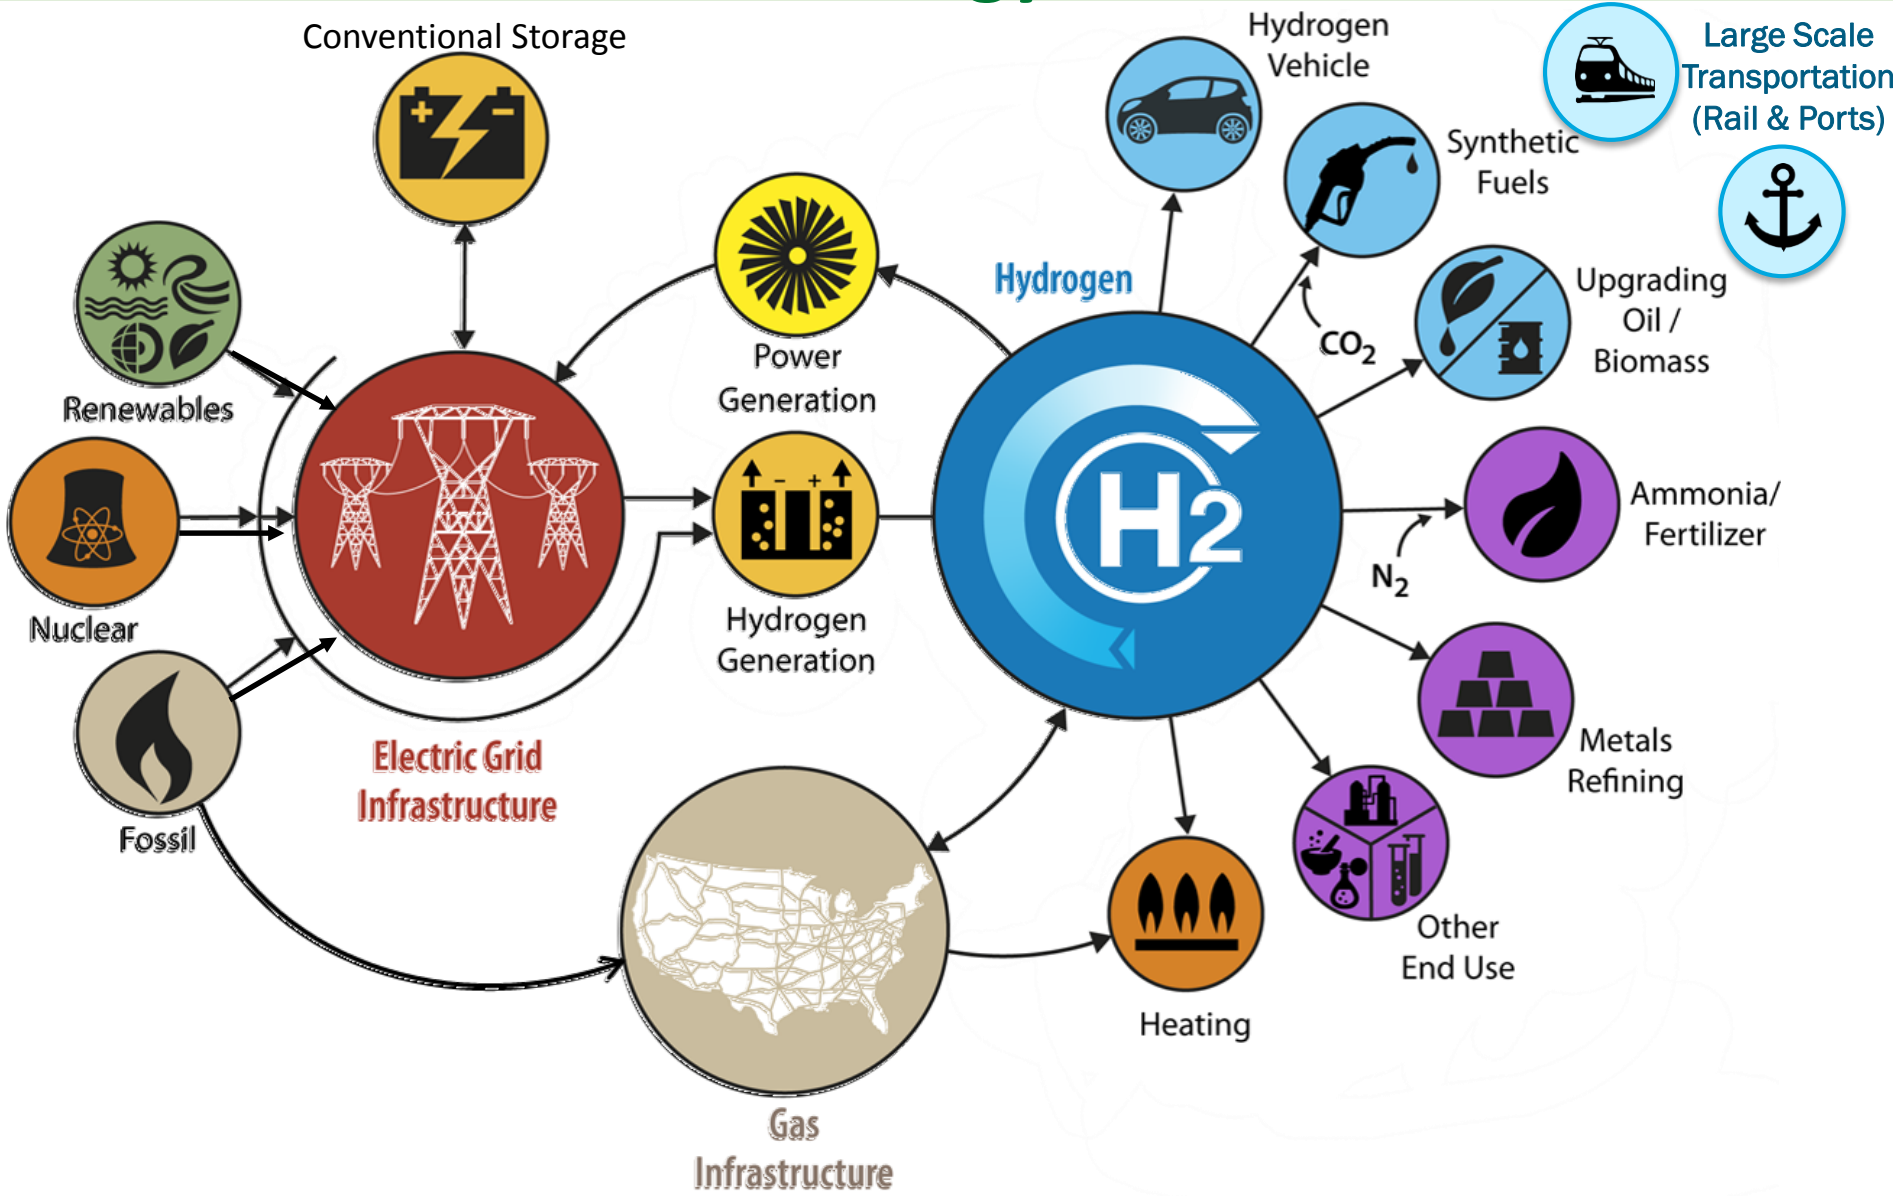 Conventional Storage
Hydrogen
Vehicle
Large Scale
Transportation
(Rail & Ports)
Synthetic
Fuels
Hydrogen
Upgrading
Oil /
Biomass
CO2
Power
Generation
Renewables
H2
Ammonia/
Fertilizer
N2
Nuclear
Hydrogen
Generation
Metals
Refining
Electric Grid
Infrastructure
Fossil
Other
End Use
Heating
Gas
Infrastructure